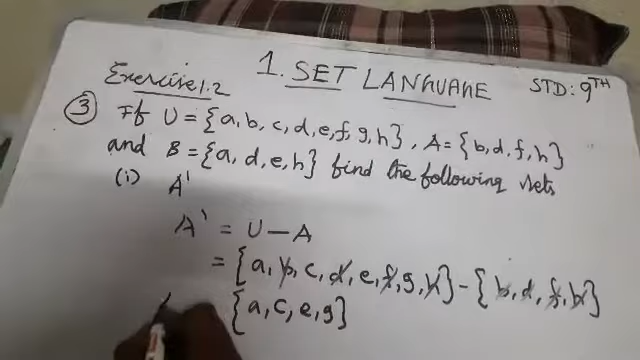 1. SET LANGUAGE
STD: 9TH
Exercise 1.2
③ If U = {a, b, c, d, e, f, g, h}, A = {b, d, f, h}
and B = {a, d, e, h} find the following sets
(i) A'
A' = U - A
= {a, b, c, d, e, f, g, h} - {b, d, f, h}
{a, c, e, g}